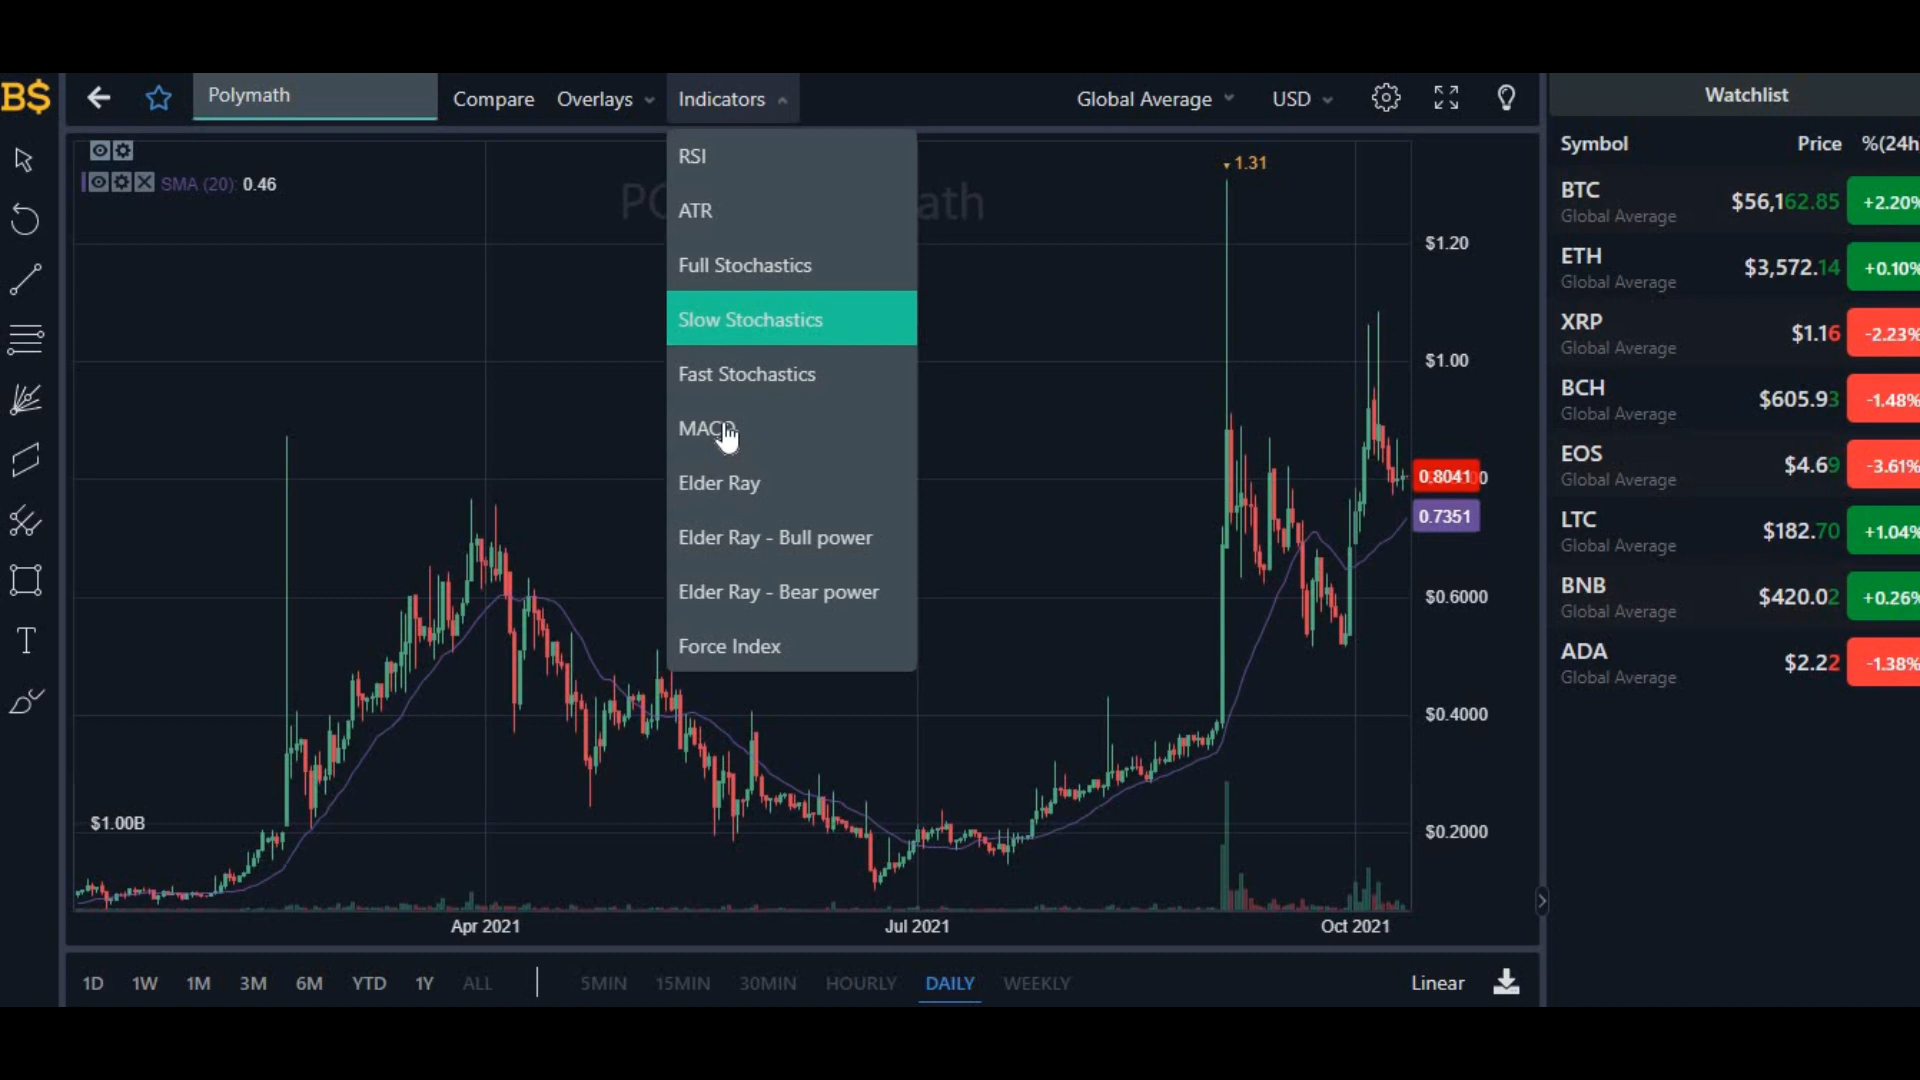 B$
Polymath
Compare
Overlays
Indicators
Global Average
USD
Watchlist
Symbol Price %(24h
RSI
ATR
Full Stochastics
Slow Stochastics
Fast Stochastics
MACD
Elder Ray
Elder Ray - Bull power
Elder Ray - Bear power
Force Index
SMA (20): 0.46
1.31
$1.20
$1.00
0.8041
0.7351
$0.6000
$0.4000
$0.2000
$1.00B
Apr 2021
Jul 2021
Oct 2021
BTC $56,162.85 +2.20%
Global Average
ETH $3,572.14 +0.10%
Global Average
XRP $1.16 -2.23%
Global Average
BCH $605.93 -1.48%
Global Average
EOS $4.69 -3.61%
Global Average
LTC $182.70 +1.04%
Global Average
BNB $420.02 +0.26%
Global Average
ADA $2.22 -1.38%
Global Average
T
1D 1W 1M 3M 6M YTD 1Y ALL 5MIN 15MIN 30MIN HOURLY DAILY WEEKLY
Linear